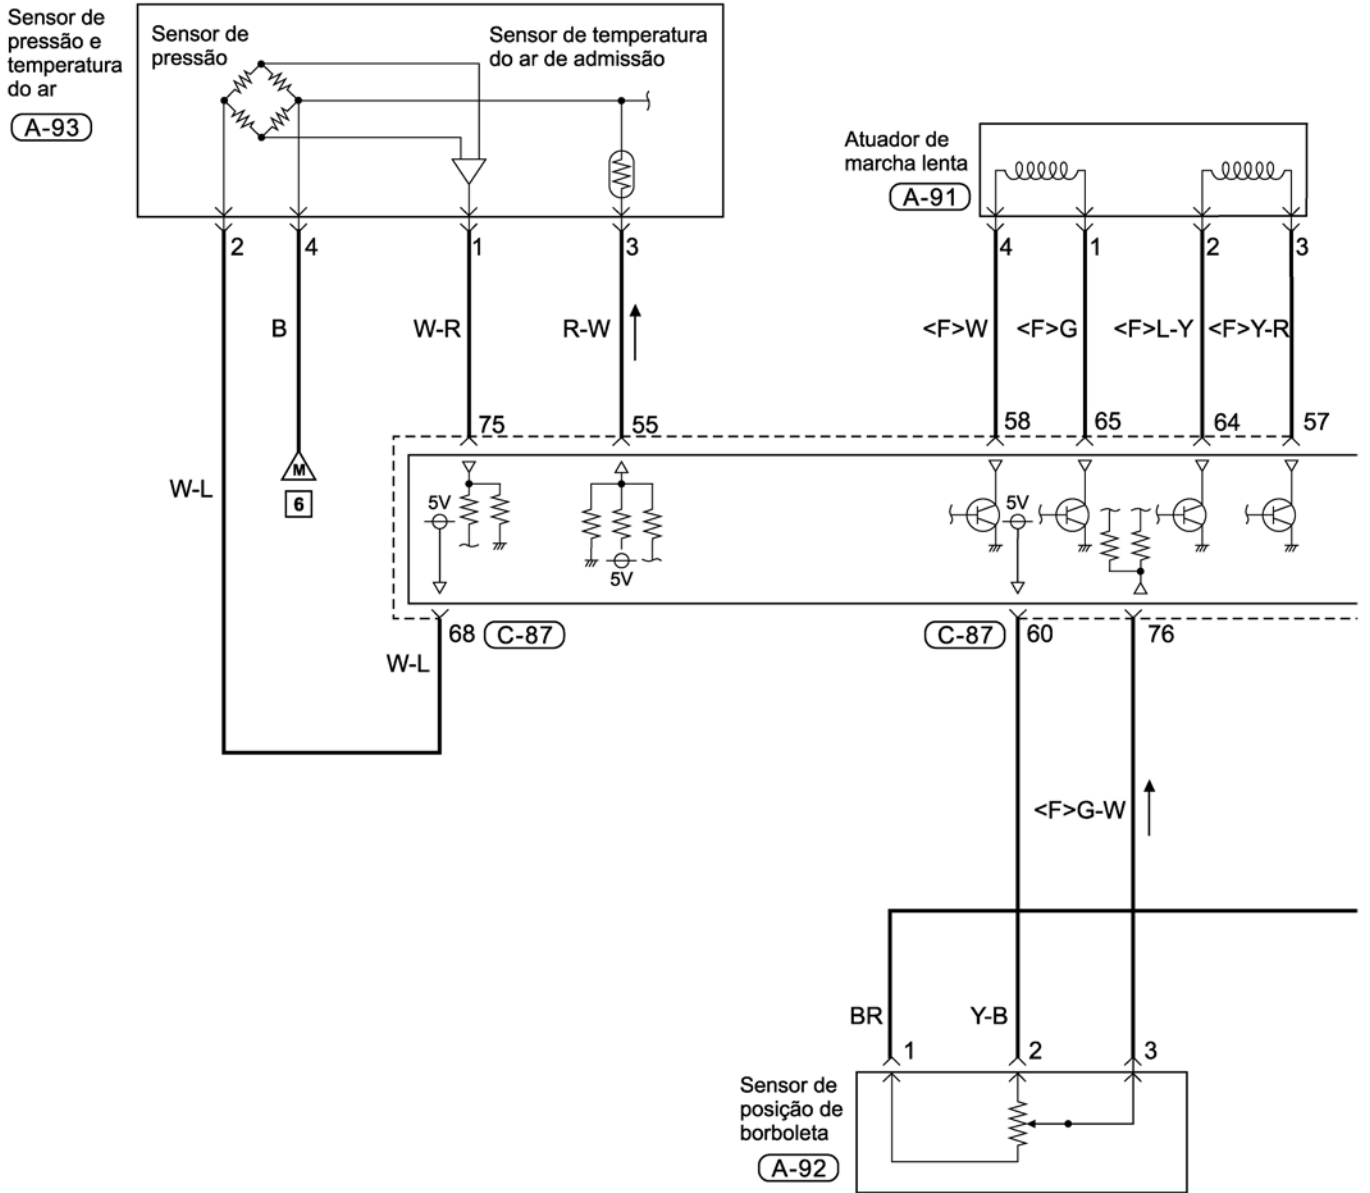 Sensor de
pressão e
temperatura
do ar
A-93
Sensor de
pressão
Sensor de temperatura
do ar de admissão
Atuador de
marcha lenta
A-91
2
4
1
3
4
1
2
3
B
W-R
R-W
<F>W
<F>G
<F>L-Y
<F>Y-R
75
55
58
65
64
57
M
6
W-L
5V
5V
5V
68
C-87
C-87
60
76
W-L
<F>G-W
BR
Y-B
1
2
3
Sensor de
posição de
borboleta
A-92